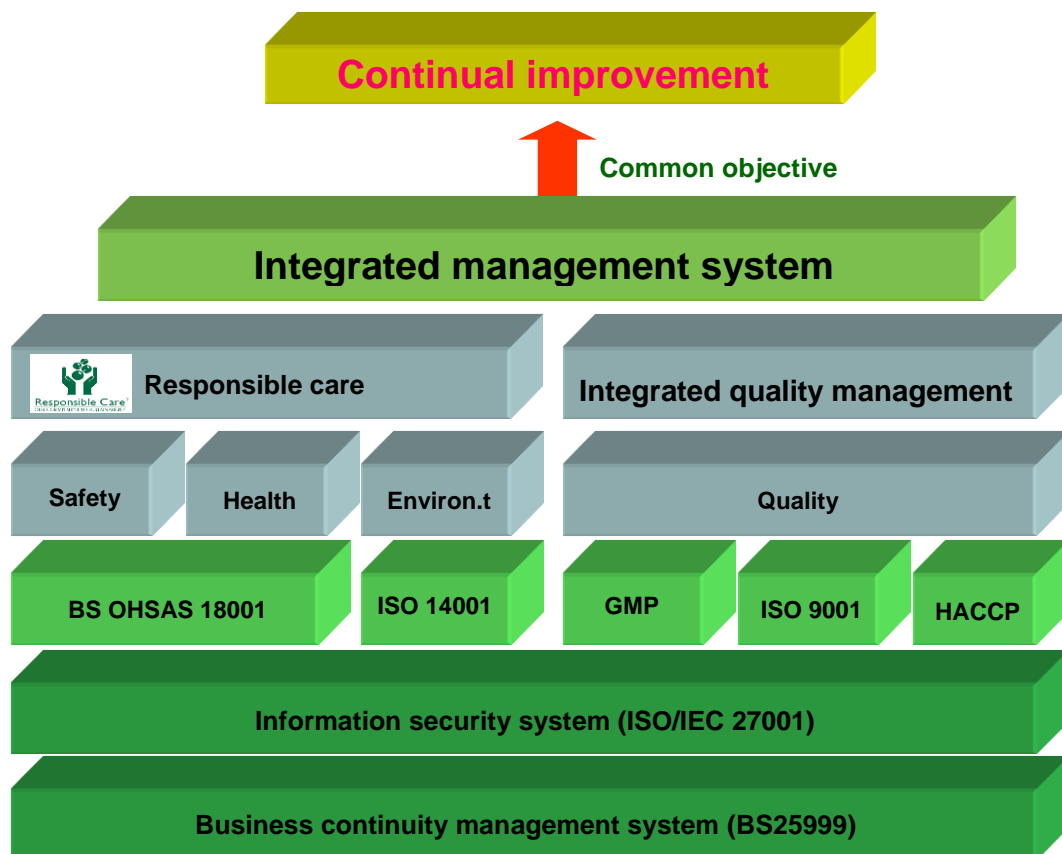 Continual improvement
Common objective
Integrated management system
Responsible Care
Responsible care
Integrated quality management
Safety
Health
Environ.t
Quality
BS OHSAS 18001
ISO 14001
GMP
ISO 9001
HACCP
Information security system (ISO/IEC 27001)
Business continuity management system (BS25999)